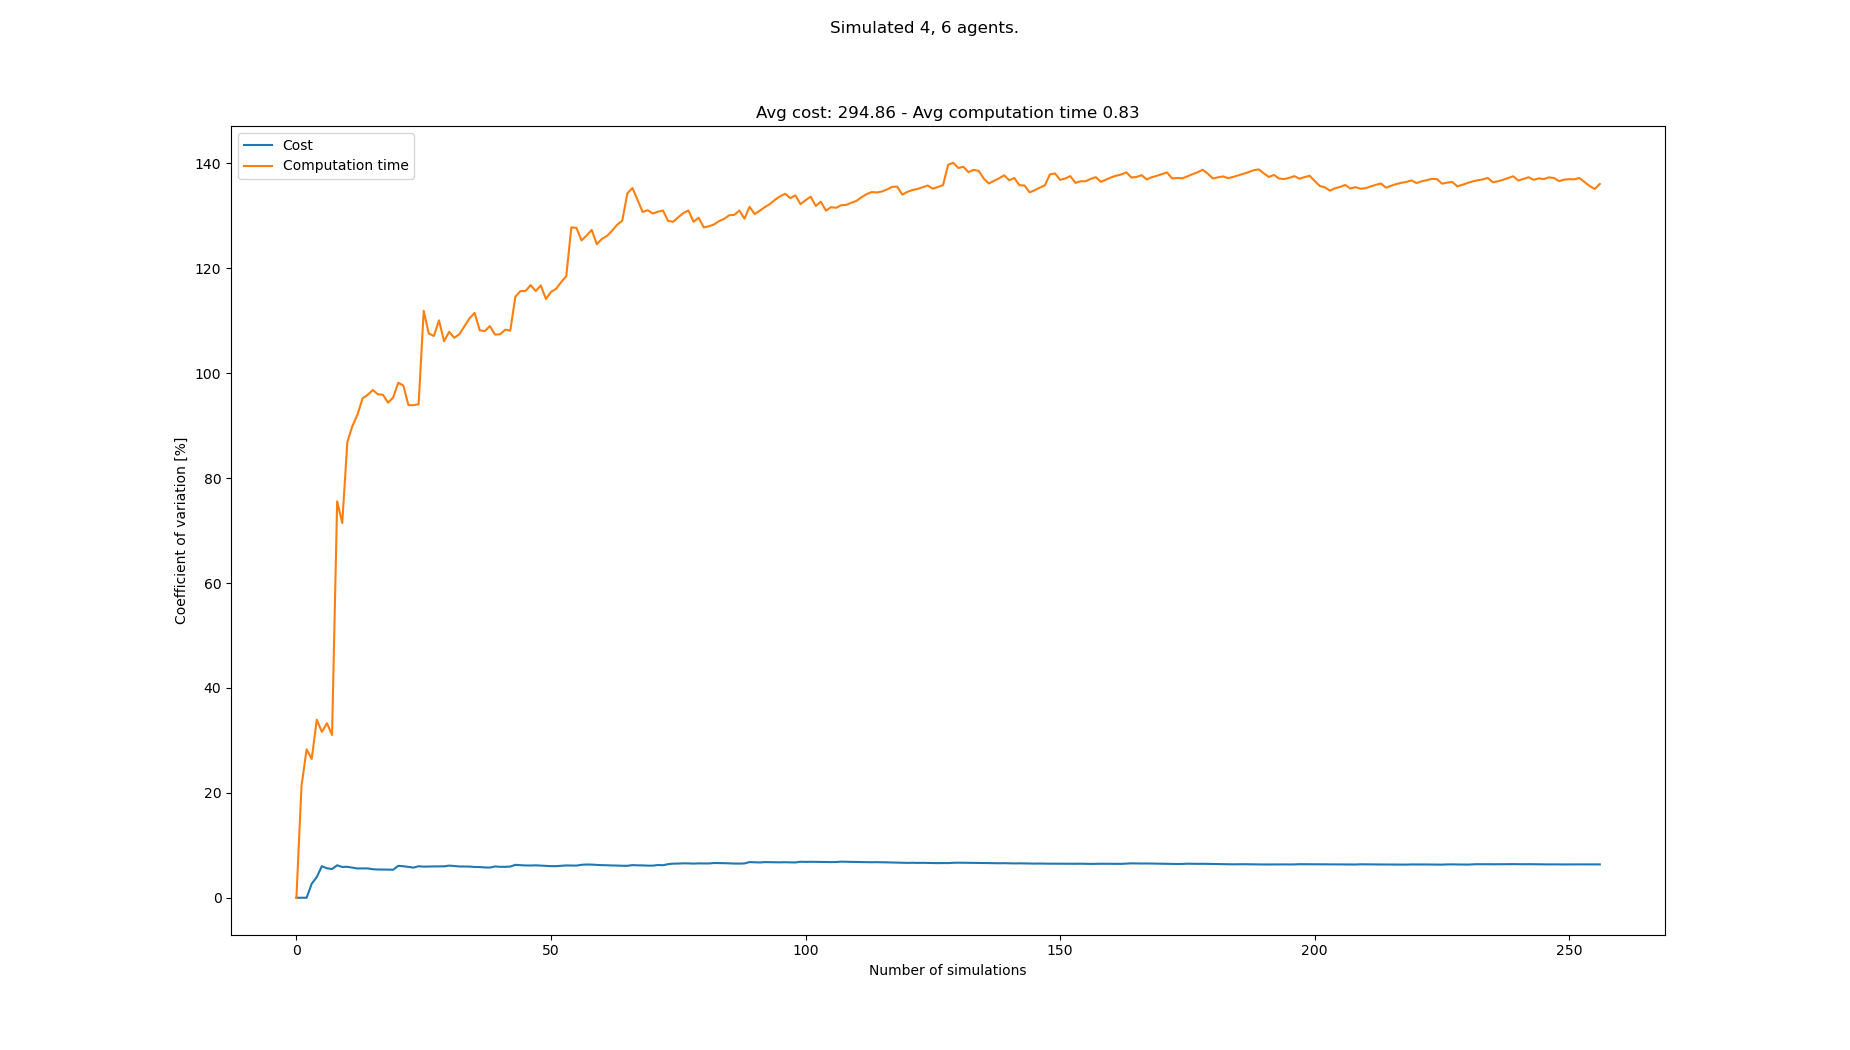 Simulated 4, 6 agents.
Avg cost: 294.86 - Avg computation time 0.83
Cost
Computation time
140
120
100
80
60
40
20
0
Coefficient of variation [%]
0 50 100 150 200 250
Number of simulations